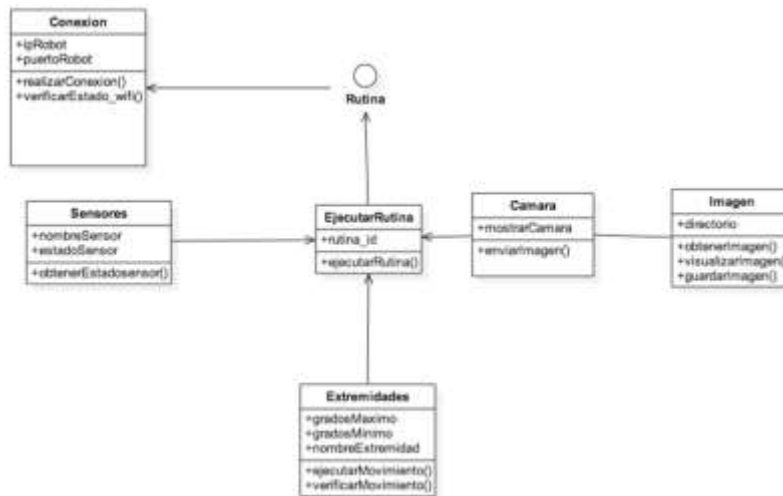 Conexion
+ipRobot
+puertoRobot
+realizarConexion()
+verificarEstado_wifi()
Rutina
Sensores
+nombreSensor
+estadoSensor
+obtenerEstadosensor()
EjecutarRutina
+rutina_id
+ejecutarRutina()
Camara
+mostrarCamara
+enviarImagen()
Imagen
+directorio
+obtenerImagen()
+visualizarImagen()
+guardarImagen()
Extremidades
+gradosMaximo
+gradosMinimo
+nombreExtremidad
+ejecutarMovimiento()
+verificarMovimiento()